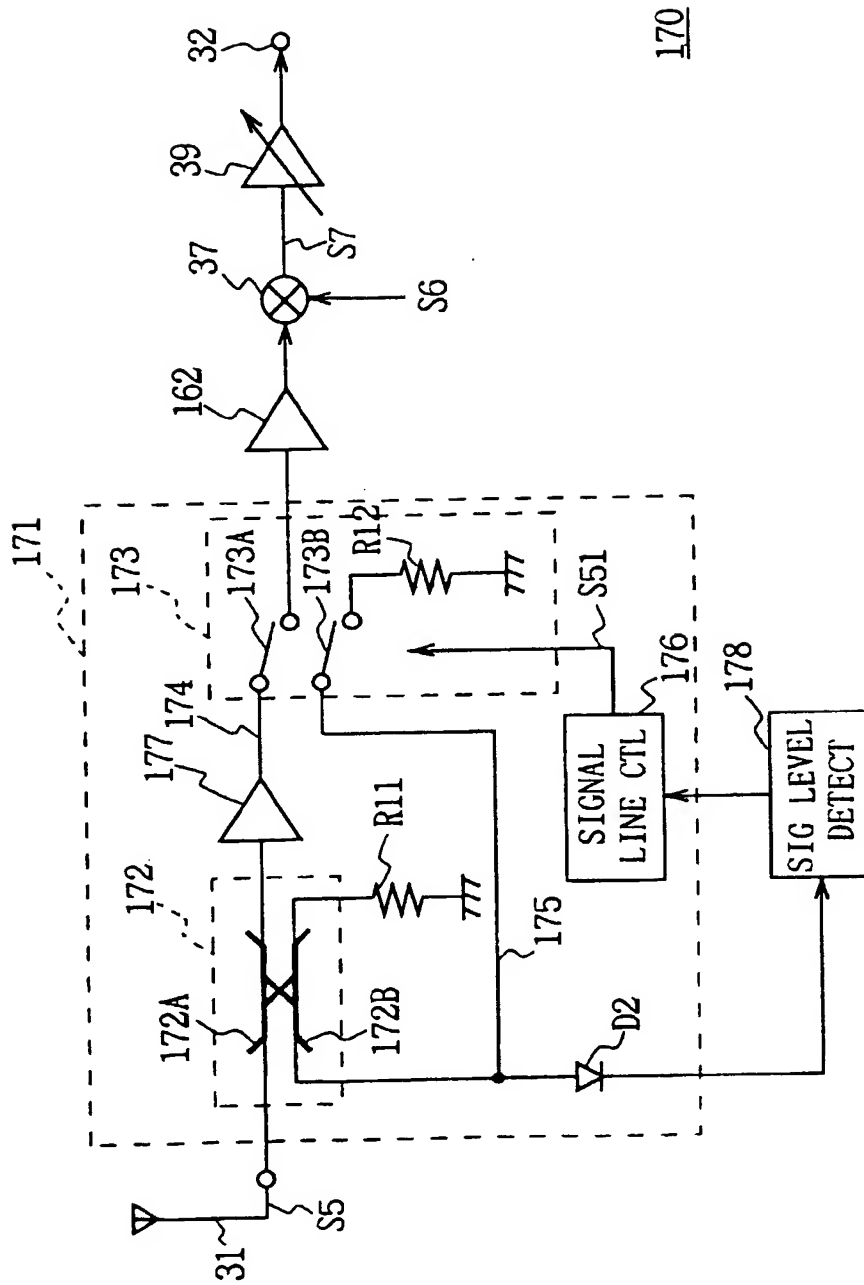 170
171
173
173A
173B
R12
S51
174
177
172
172A
172B
R11
175
D2
SIGNAL
LINE CTL
176
SIG LEVEL
DETECT
178
31
S5
162
37
S6
S7
39
32